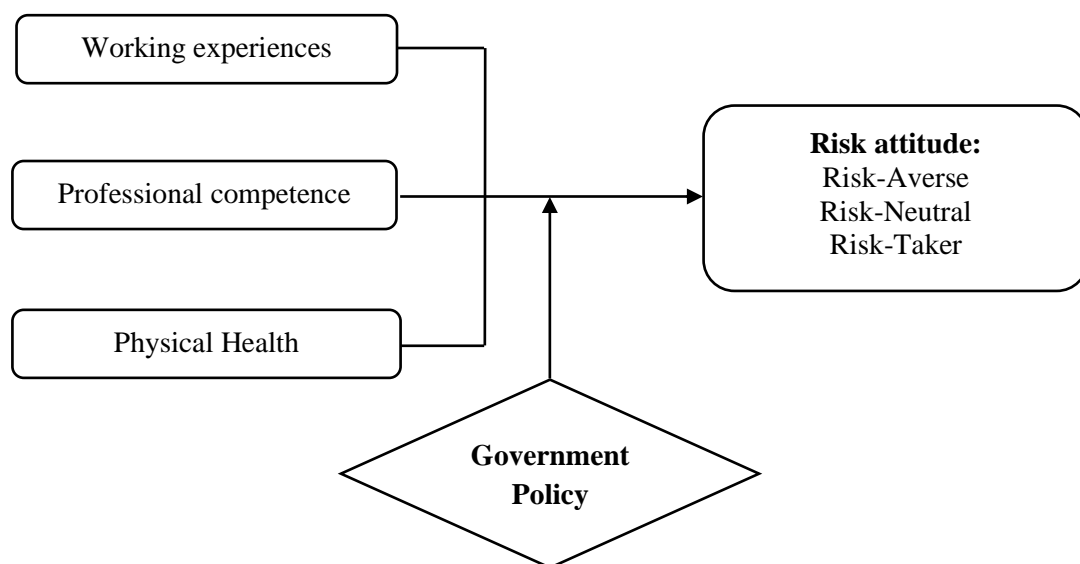 Working experiences
Professional competence
Physical Health
Risk attitude:
Risk-Averse
Risk-Neutral
Risk-Taker
Government
Policy